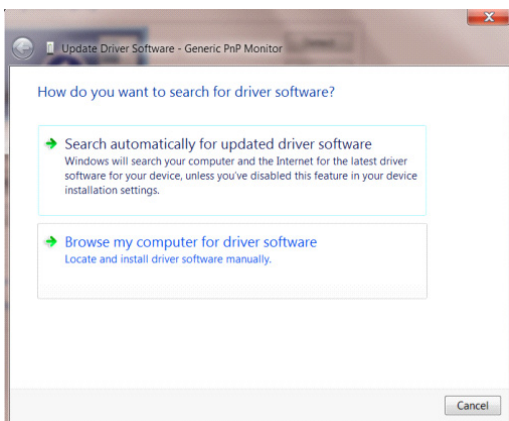 Update Driver Software - Generic PnP Monitor
How do you want to search for driver software?
Search automatically for updated driver software
Windows will search your computer and the Internet for the latest driver
software for your device, unless you've disabled this feature in your device
installation settings.
Browse my computer for driver software
Locate and install driver software manually.
Cancel